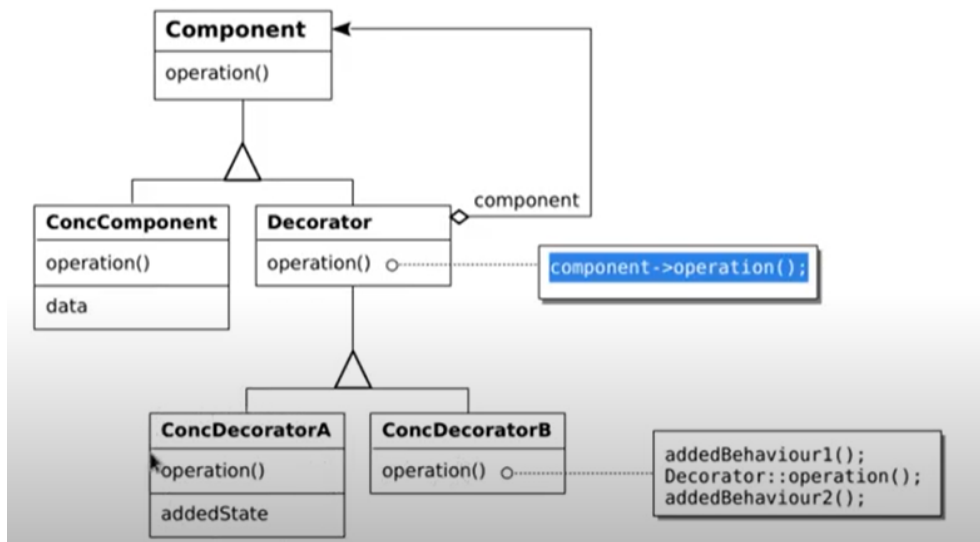 Component
operation()
component
ConcComponent
operation()
data
Decorator
operation()
component->operation();
ConcDecoratorA
operation()
addedState
ConcDecoratorB
operation()
addedBehaviour1();
Decorator::operation();
addedBehaviour2();